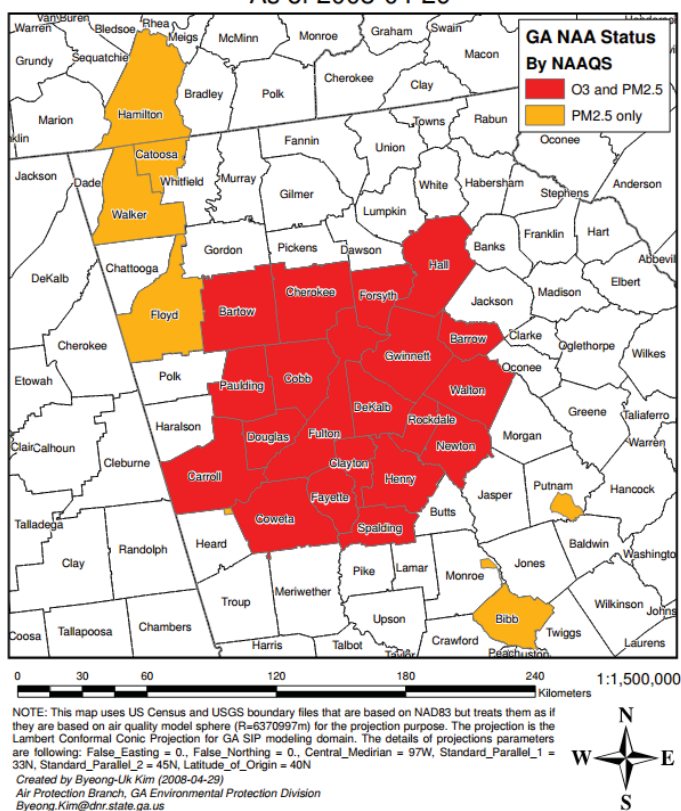 GA NAA Status
By NAAQS
O3 and PM2.5
PM2.5 only
Warren
Bledsoe
Rhea
Meigs
McMinn
Monroe
Graham
Swain
Macon
Grundy
Sequatchie
Hamilton
Bradley
Polk
Cherokee
Clay
Marion
Fannin
Towns
Rabun
Oconee
Union
Jackson
Dade
Catoosa
Whitfield
Murray
Gilmer
White
Habersham
Stephens
Anderson
Walker
Lumpkin
Chattooga
Gordon
Pickens
Dawson
Hall
Banks
Franklin
Hart
DeKalb
Floyd
Bartow
Cherokee
Forsyth
Jackson
Madison
Elbert
Abbevil
Cherokee
Gwinnett
Barrow
Clarke
Oglethorpe
Wilkes
Etowah
Polk
Paulding
Cobb
DeKalb
Walton
Oconee
Haralson
Douglas
Fulton
Rockdale
Newton
Morgan
Greene
Taliaferro
Warren
Calhoun
Cleburne
Carroll
Clayton
Henry
Fayette
Jasper
Putnam
Hancock
Talladega
Heard
Coweta
Spalding
Butts
Clay
Randolph
Pike
Lamar
Monroe
Jones
Baldwin
Washingto
Troup
Meriwether
Upson
Bibb
Wilkinson
Johns
Coosa
Tallapoosa
Chambers
Harris
Talbot
Crawford
Twiggs
Laurens
0 30 60 120 180 240
Kilometers
1:1,500,000
NOTE: This map uses US Census and USGS boundary files that are based on NAD83 but treats them as if
they are based on air quality model sphere (R=6370997m) for the projection purpose. The projection is the
Lambert Conformal Conic Projection for GA SIP modeling domain. The details of projections parameters
are following: False_Easting = 0., False_Northing = 0., Central_Medirian = 97W, Standard_Parallel_1 =
33N, Standard_Parallel_2 = 45N, Latitude_of_Origin = 40N
Created by Byeong-Uk Kim (2008-04-29)
Air Protection Branch, GA Environmental Protection Division
Byeong.Kim@dnr.state.ga.us
N
W
E
S